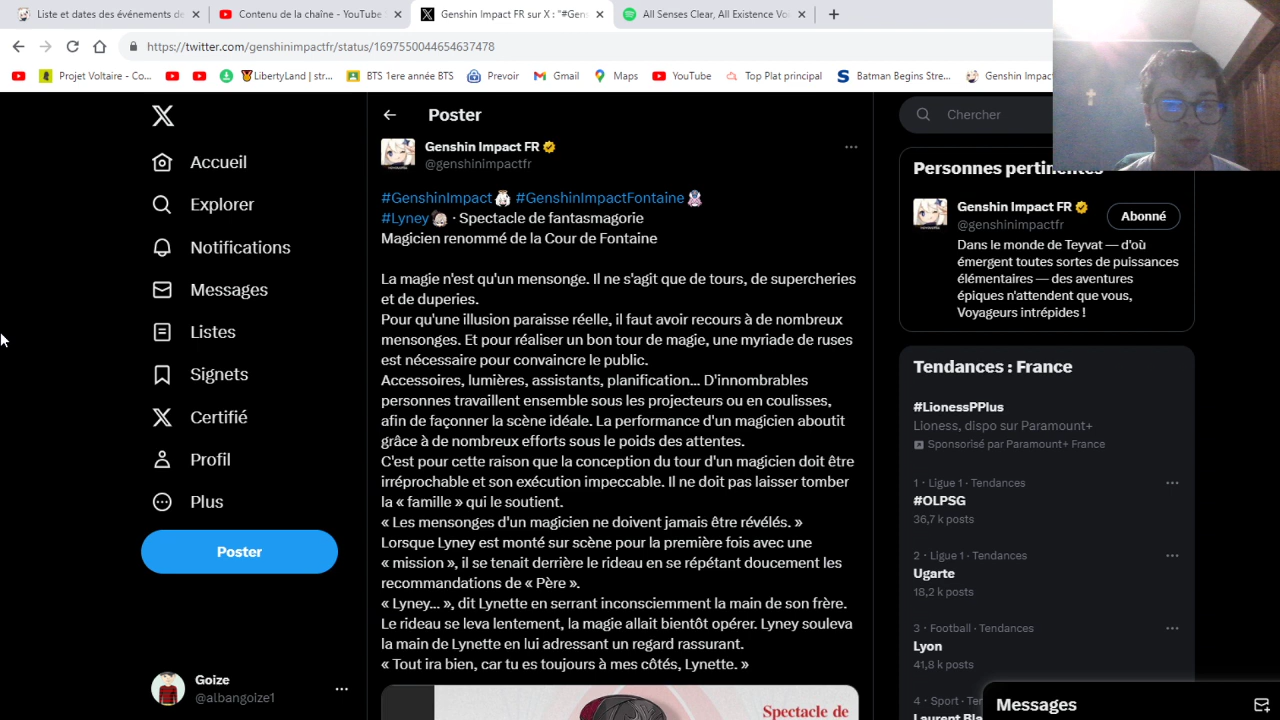 Liste et dates des événements de
Contenu de la chaîne - YouTube
Genshin Impact FR sur X : "#Gen
All Senses Clear, All Existence Vo
https://twitter.com/genshinimpactfr/status/1697550044654637478
Projet Voltaire - Co...
LibertyLand | str...
BTS 1ere année BTS
Prevoir
Gmail
Maps
YouTube
Top Plat principal
Batman Begins Stre...
Genshin Impact
Accueil
Explorer
Notifications
Messages
Listes
Signets
Certifié
Profil
Plus
Poster
Goize
@albangoize1
Poster
Genshin Impact FR
@genshinimpactfr
#GenshinImpact #GenshinImpactFontaine
#Lyney · Spectacle de fantasmagorie
Magicien renommé de la Cour de Fontaine
La magie n'est qu'un mensonge. Il ne s'agit que de tours, de supercheries
et de duperies.
Pour qu'une illusion paraisse réelle, il faut avoir recours à de nombreux
mensonges. Et pour réaliser un bon tour de magie, une myriade de ruses
est nécessaire pour convaincre le public.
Accessoires, lumières, assistants, planification... D'innombrables
personnes travaillent ensemble sous les projecteurs ou en coulisses,
afin de façonner la scène idéale. La performance d'un magicien aboutit
grâce à de nombreux efforts sous le poids des attentes.
C'est pour cette raison que la conception du tour d'un magicien doit être
irréprochable et son exécution impeccable. Il ne doit pas laisser tomber
la « famille » qui le soutient.
« Les mensonges d'un magicien ne doivent jamais être révélés. »
Lorsque Lyney est monté sur scène pour la première fois avec une
« mission », il se tenait derrière le rideau en se répétant doucement les
recommandations de « Père ».
« Lyney... », dit Lynette en serrant inconsciemment la main de son frère.
Le rideau se leva lentement, la magie allait bientôt opérer. Lyney souleva
la main de Lynette en lui adressant un regard rassurant.
« Tout ira bien, car tu es toujours à mes côtés, Lynette. »
Spectacle de
Chercher
Personnes pertinentes
Genshin Impact FR
@genshinimpactfr
Abonné
Dans le monde de Teyvat — d'où
émergent toutes sortes de puissances
élémentaires — des aventures
épiques n'attendent que vous,
Voyageurs intrépides !
Tendances : France
#LionessPPlus
Lioness, dispo sur Paramount+
Sponsorisé par Paramount+ France
1 · Ligue 1 · Tendances
#OLPSG
36,7 k posts
2 · Ligue 1 · Tendances
Ugarte
18,2 k posts
3 · Football · Tendances
Lyon
41,8 k posts
4 · Sport · Ten
Laurent Bla
Messages